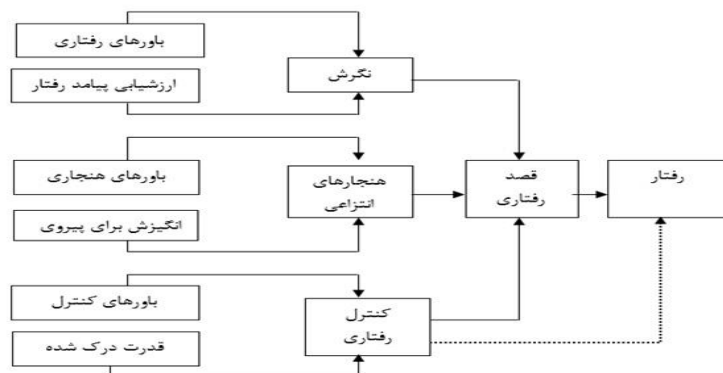 باورهای رفتاری
ارزشیابی پیامد رفتار
نگرش
باورهای هنجاری
انگیزش برای پیروی
هنجارهای
انتزاعی
قصد
رفتاری
رفتار
باورهای کنترل
قدرت درک شده
کنترل
رفتاری